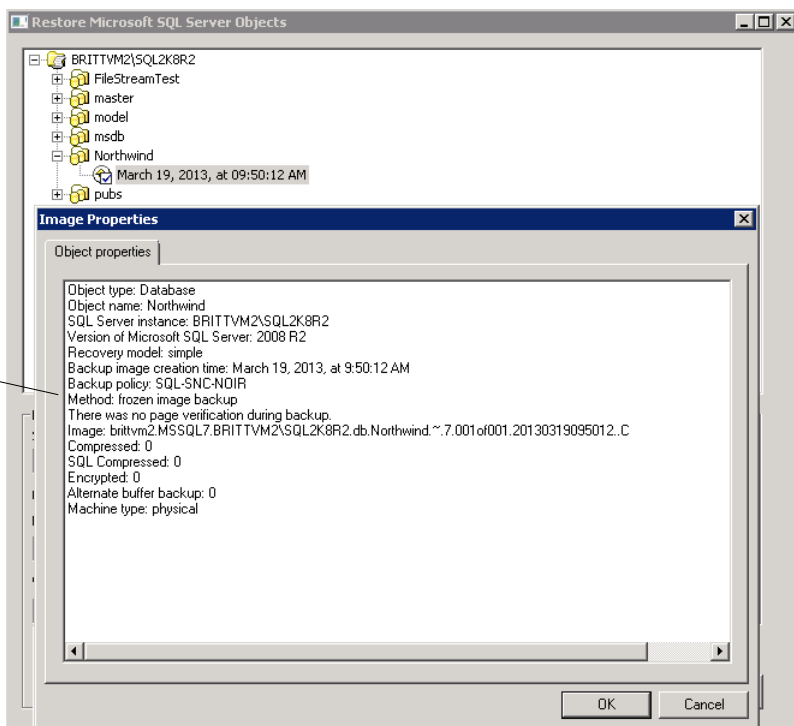 Restore Microsoft SQL Server Objects
BRITTVM2\SQL2K8R2
FileStreamTest
master
model
msdb
Northwind
March 19, 2013, at 09:50:12 AM
pubs
Image Properties
Object properties
Object type: Database
Object name: Northwind
SQL Server instance: BRITTVM2\SQL2K8R2
Version of Microsoft SQL Server: 2008 R2
Recovery model: simple
Backup image creation time: March 19, 2013, at 9:50:12 AM
Backup policy: SQL-SNC-NOIR
Method: frozen image backup
There was no page verification during backup.
Image: brittvm2.MSSQL7.BRITTVM2\SQL2K8R2.db.Northwind.~.7.001of001.20130319095012..C
Compressed: 0
SQL Compressed: 0
Encrypted: 0
Alternate buffer backup: 0
Machine type: physical
OK Cancel